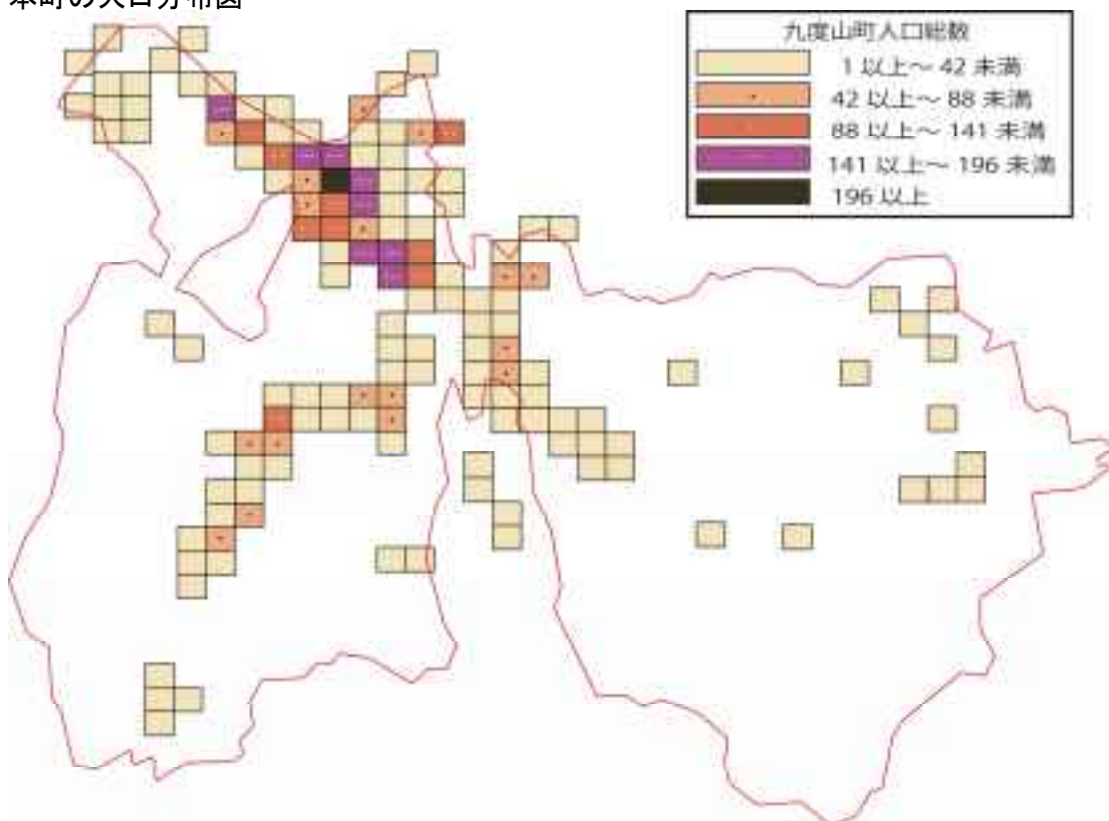 本町の人口分布図
九度山町人口総数
1 以上～ 42 未満
42 以上～ 88 未満
88 以上～ 141 未満
141 以上～ 196 未満
196 以上